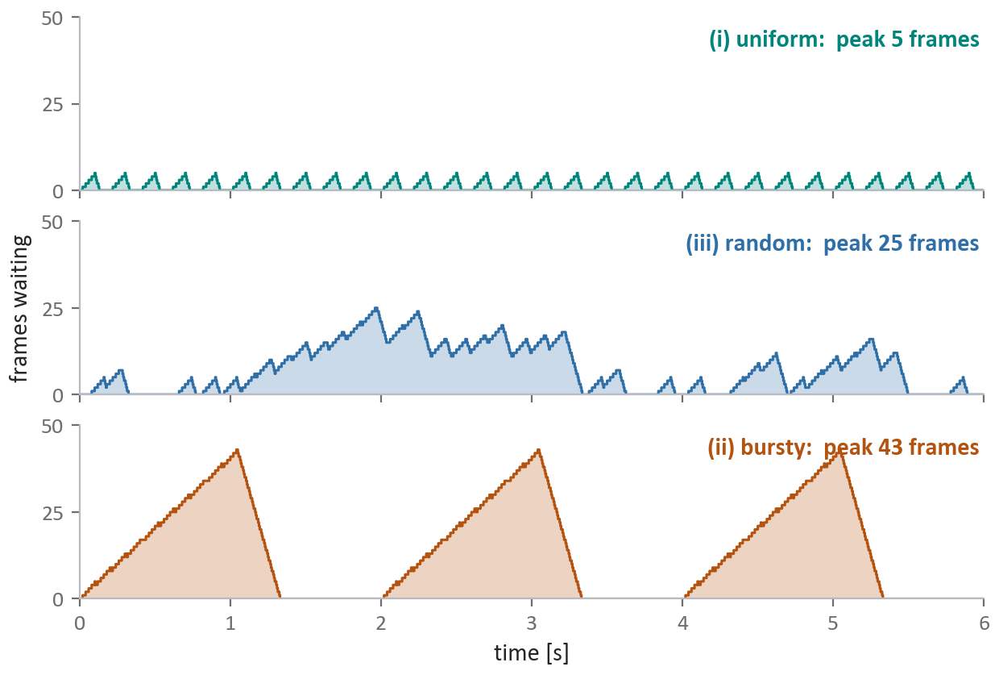 50
(i) uniform: peak 5 frames
25
0
50
(iii) random: peak 25 frames
25
0
frames waiting
50
(ii) bursty: peak 43 frames
25
0
0 1 2 3 4 5 6
time [s]